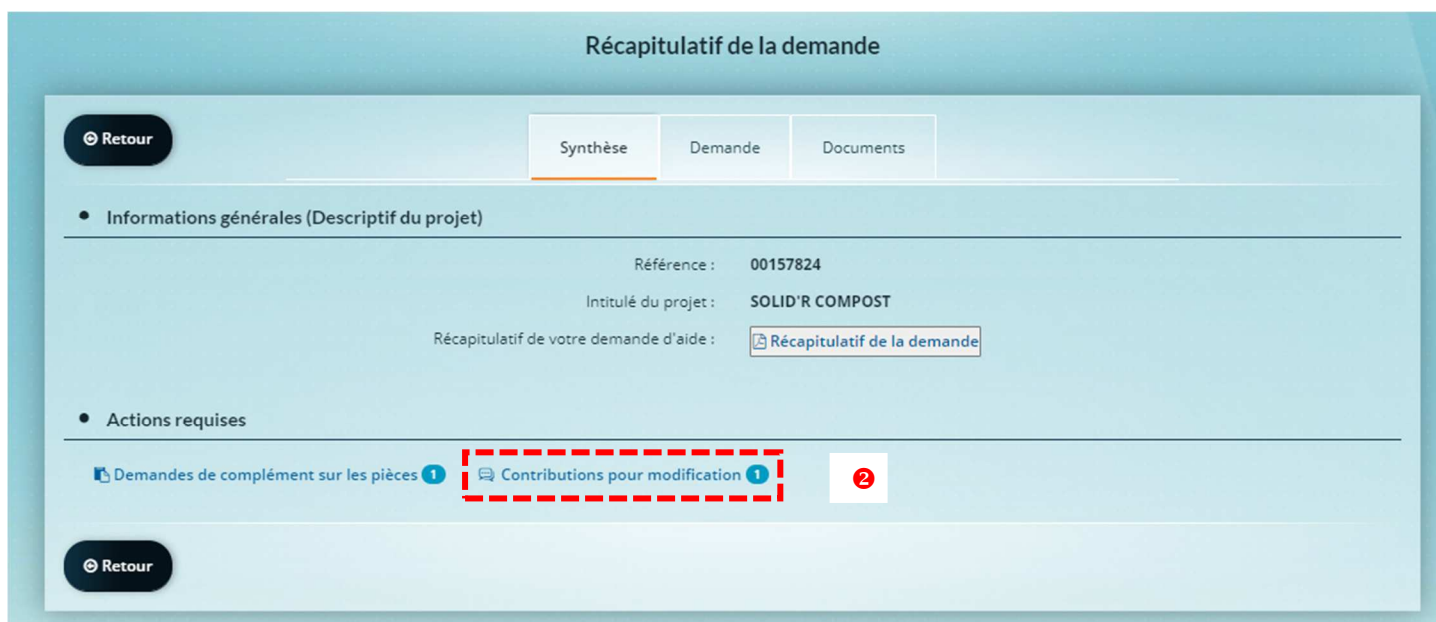 Récapitulatif de la demande
Retour
Synthèse Demande Documents
Informations générales (Descriptif du projet)
Référence : 00157824
Intitulé du projet : SOLID'R COMPOST
Récapitulatif de votre demande d'aide : Récapitulatif de la demande
Actions requises
Demandes de complément sur les pièces 1 Contributions pour modification 1 ❷
Retour